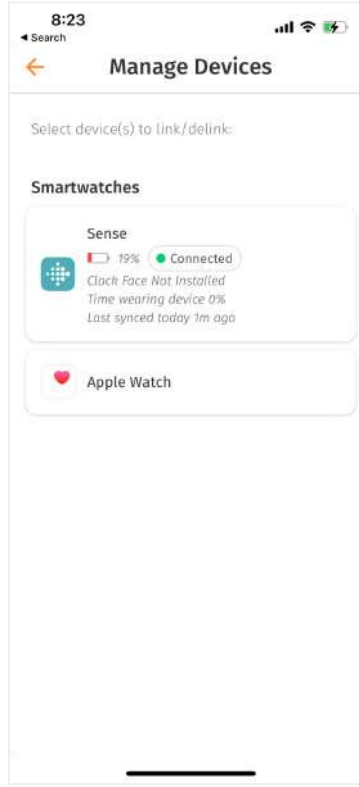 8:23
◀ Search
Manage Devices
Select device(s) to link/delink:
Smartwatches
Sense
19% Connected
Clock Face Not Installed
Time wearing device 0%
Last synced today 1m ago
Apple Watch